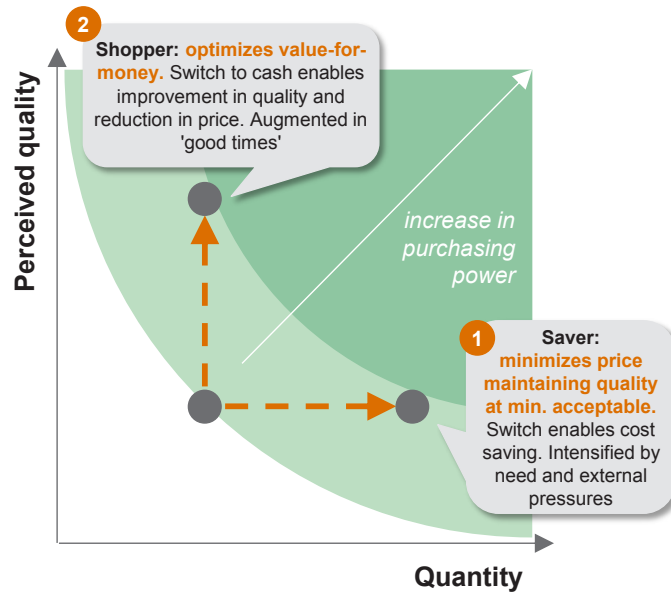 2
Shopper: optimizes value-for-
money. Switch to cash enables
improvement in quality and
reduction in price. Augmented in
'good times'
Perceived quality
increase in
purchasing
power
1
Saver:
minimizes price
maintaining quality
at min. acceptable.
Switch enables cost
saving. Intensified by
need and external
pressures
Quantity